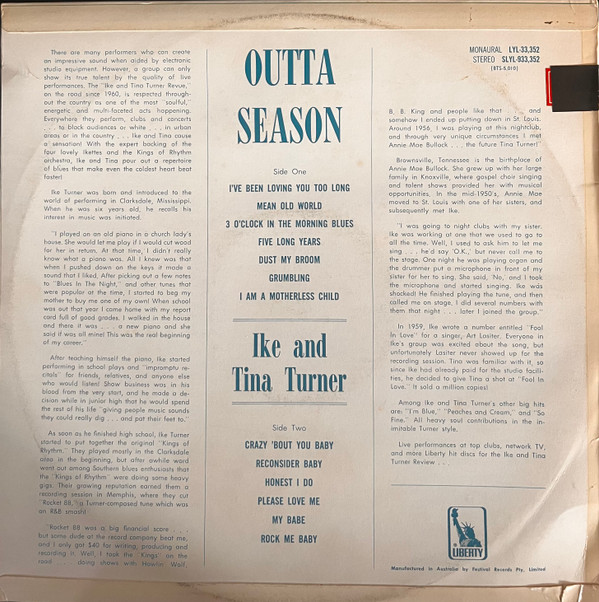 There are many performers who can create
an impressive sound when aided by electronic
studio equipment. However, a group can only
show its true talent by the quality of live
performances. The "Ike and Tina Turner Revue,"
on the road since 1960, is respected through-
out the country as one of the most "soulful,"
energetic and multi-faceted acts happening.
Everywhere they perform, clubs and concerts
. . . to black audiences or white . . . in urban
areas or in the country . . . Ike and Tina cause
a sensation! With the expert backing of the
four lovely Ikettes and the Kings of Rhythm
orchestra, Ike and Tina pour out a repertoire
of blues that make even the coldest heart beat
faster!
Ike Turner was born and introduced to the
world of performing in Clarksdale, Mississippi.
When he was six years old, he recalls his
interest in music was initiated.
"I played on an old piano in a church lady's
house. She would let me play if I would cut wood
for her in return. At that time, I didn't really
know what a piano was. All I knew was that
when I pushed down on the keys it made a
sound that I liked. After picking out a few notes
to "Blues In The Night," and other tunes that
were popular at the time, I started to beg my
mother to buy me one of my own! When school
was out that year I came home with my report
card full of good grades. I walked in the house
and there it was . . . a new piano and she
said it was all mine! This was the real beginning
of my career."
After teaching himself the piano, Ike started
performing in school plays and "impromptu re-
citals" for friends, relatives, and anyone else
who would listen! Show business was in his
blood from the very start, and he made a de-
cision while in junior high that he would spend
the rest of his life "giving people music sounds
they could really dig . . . and pat their feet to."
As soon as he finished high school, Ike Turner
started to put together the original "Kings of
Rhythm." They played mostly in the Clarksdale
area in the beginning, but after awhile word
went out among Southern blues enthusiasts that
the "Kings of Rhythm" were doing some heavy
gigs. Their growing reputation earned them a
recording session in Memphis, where they cut
"Rocket 88," a Turner-composed tune which was
an R&B smash!
"Rocket 88 was a big financial score . . .
but some dude at the record company beat me,
and I only got $40 for writing, producing and
recording it. Well, I took the 'Kings' on the
road . . . doing shows with Howlin' Wolf,
OUTTA
SEASON
Side One
I'VE BEEN LOVING YOU TOO LONG
MEAN OLD WORLD
3 O'CLOCK IN THE MORNING BLUES
FIVE LONG YEARS
DUST MY BROOM
GRUMBLING
I AM A MOTHERLESS CHILD
Ike and
Tina Turner
Side Two
CRAZY 'BOUT YOU BABY
RECONSIDER BABY
HONEST I DO
PLEASE LOVE ME
MY BABE
ROCK ME BABY
MONAURAL LYL-33,352
STEREO SLYL-933,352
(BTS-6,010)
B. B. King and people like that . . . and
somehow I ended up putting down in St. Louis.
Around 1956, I was playing at this nightclub,
and through very unique circumstances I met
Annie Mae Bullock . . . the future Tina Turner!"
Brownsville, Tennessee is the birthplace of
Annie Mae Bullock. She grew up with her large
family in Knoxville, where gospel choir singing
and talent shows provided her with musical
opportunities. In the mid-1950's, Annie Mae
moved to St. Louis with one of her sisters, and
subsequently met Ike.
"I was going to night clubs with my sister.
Ike was working at one that we used to go to
all the time. Well, I used to ask him to let me
sing . . . he'd say 'O.K.,' but never call me to
the stage. One night he was playing organ and
the drummer put a microphone in front of my
sister for her to sing. She said, 'No,' and I took
the microphone and started singing. Ike was
shocked! He finished playing the tune, and then
called me on stage. I did several numbers with
them that night . . . later I joined the group."
In 1959, Ike wrote a number entitled "Fool
In Love" for a singer, Art Lasiter. Everyone in
Ike's group was excited about the song, but
unfortunately Lasiter never showed up for the
recording session. Tina was familiar with it, so
since Ike had already paid for the studio facili-
ties, he decided to give Tina a shot at "Fool In
Love." It sold a million copies!
Among Ike and Tina Turner's other big hits
are: "I'm Blue," "Peaches and Cream," and "So
Fine." All heavy soul contributions in the in-
imitable Turner style.
Live performances at top clubs, network TV,
and more Liberty hit discs for the Ike and Tina
Turner Review . . .
LIBERTY
Manufactured in Australia by Festival Records Pty. Limited